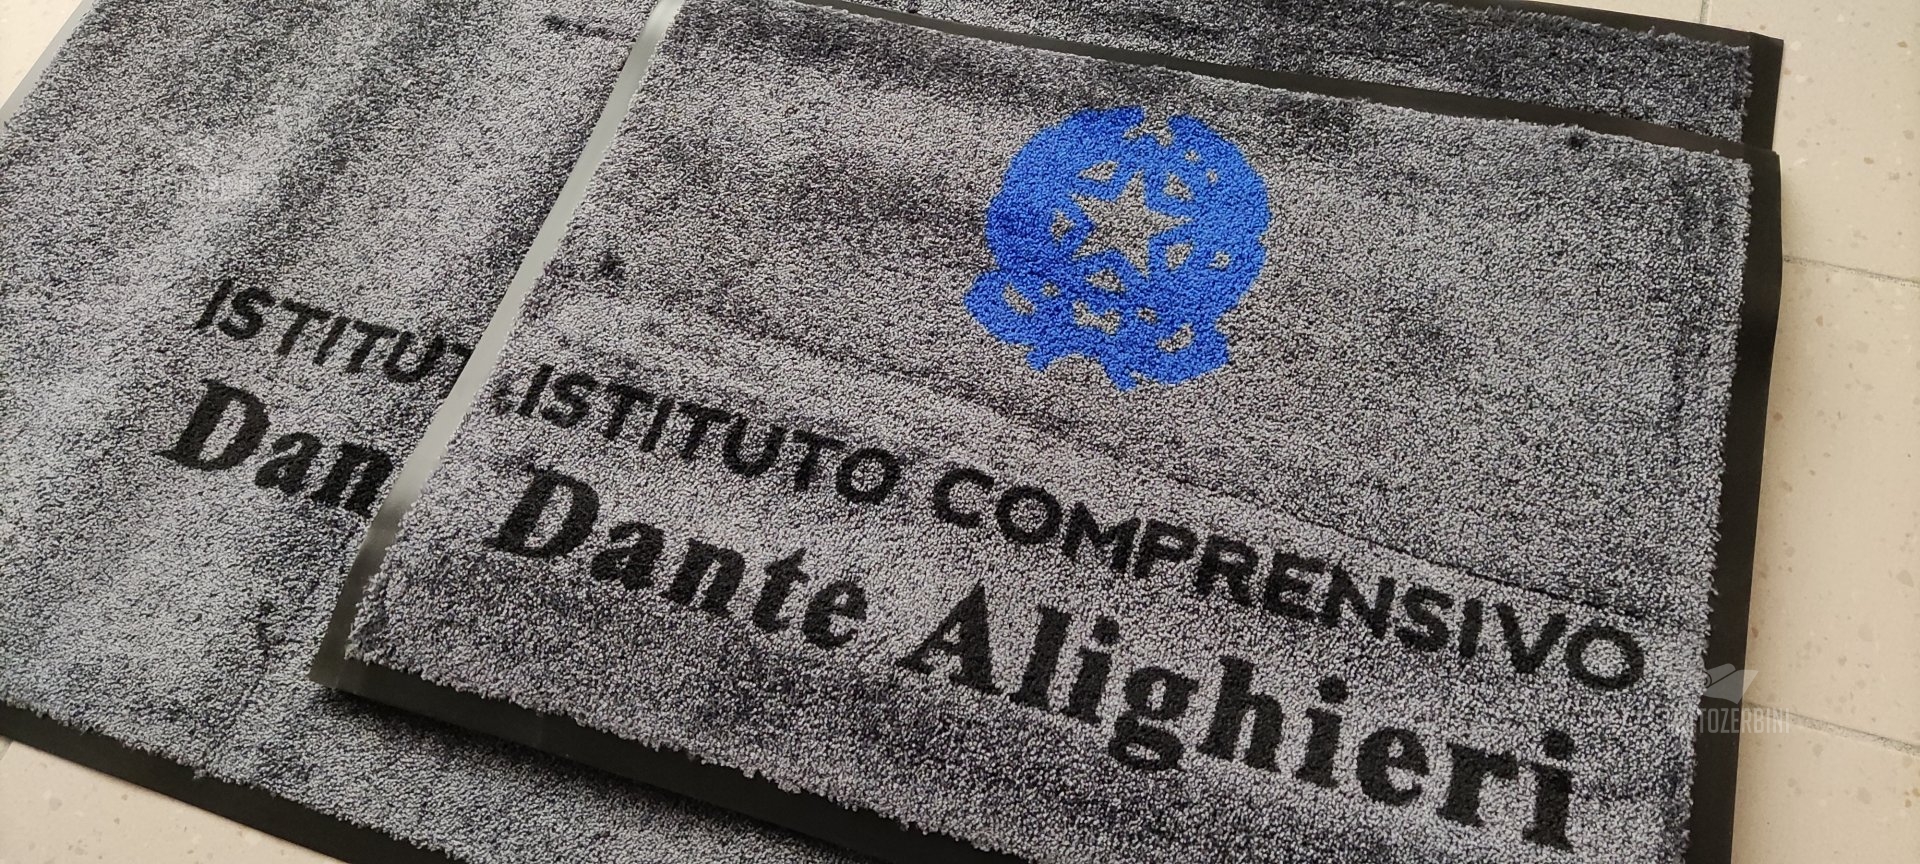 ISTITUT
Dan
ISTITUTO COMPRENSIVO
Dante Alighieri